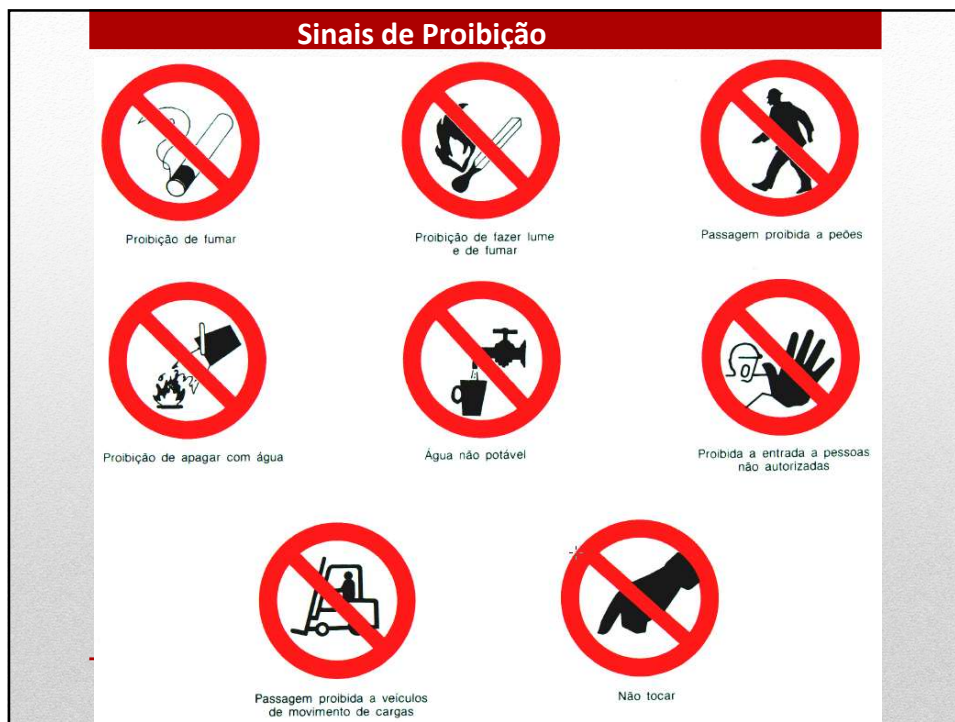 Sinais de Proibição
Proibição de fumar
Proibição de fazer lume
e de fumar
Passagem proibida a peões
Proibição de apagar com água
Água não potável
Proibida a entrada a pessoas
não autorizadas
Passagem proibida a veículos
de movimento de cargas
Não tocar